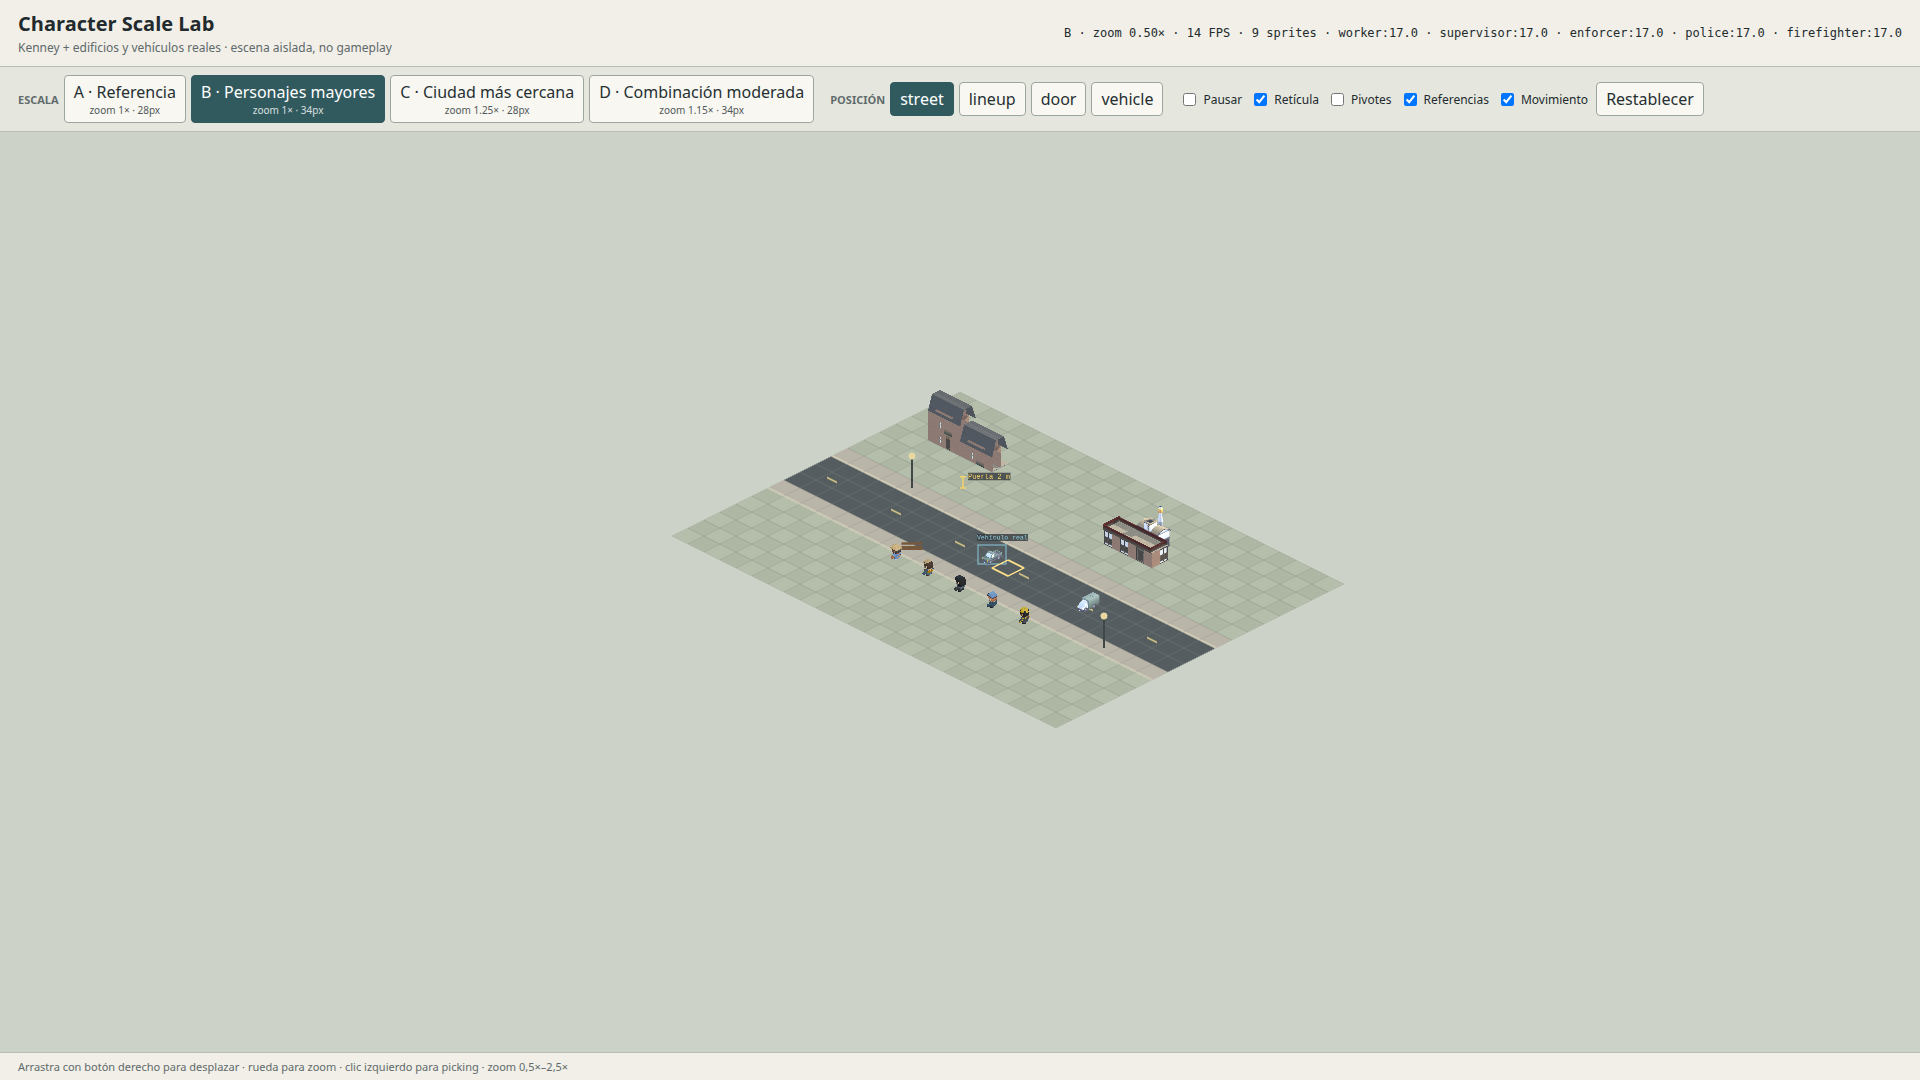 Character Scale Lab
Kenney + edificios y vehículos reales · escena aislada, no gameplay
B · zoom 0.50× · 14 FPS · 9 sprites · worker:17.0 · supervisor:17.0 · enforcer:17.0 · police:17.0 · firefighter:17.0
ESCALA
A · Referencia
zoom 1× · 28px
B · Personajes mayores
zoom 1× · 34px
C · Ciudad más cercana
zoom 1.25× · 28px
D · Combinación moderada
zoom 1.15× · 34px
POSICIÓN
street
lineup
door
vehicle
Pausar
Retícula
Pivotes
Referencias
Movimiento
Restablecer
Puerta 2 m
Vehículo real
Arrastra con botón derecho para desplazar · rueda para zoom · clic izquierdo para picking · zoom 0,5×–2,5×